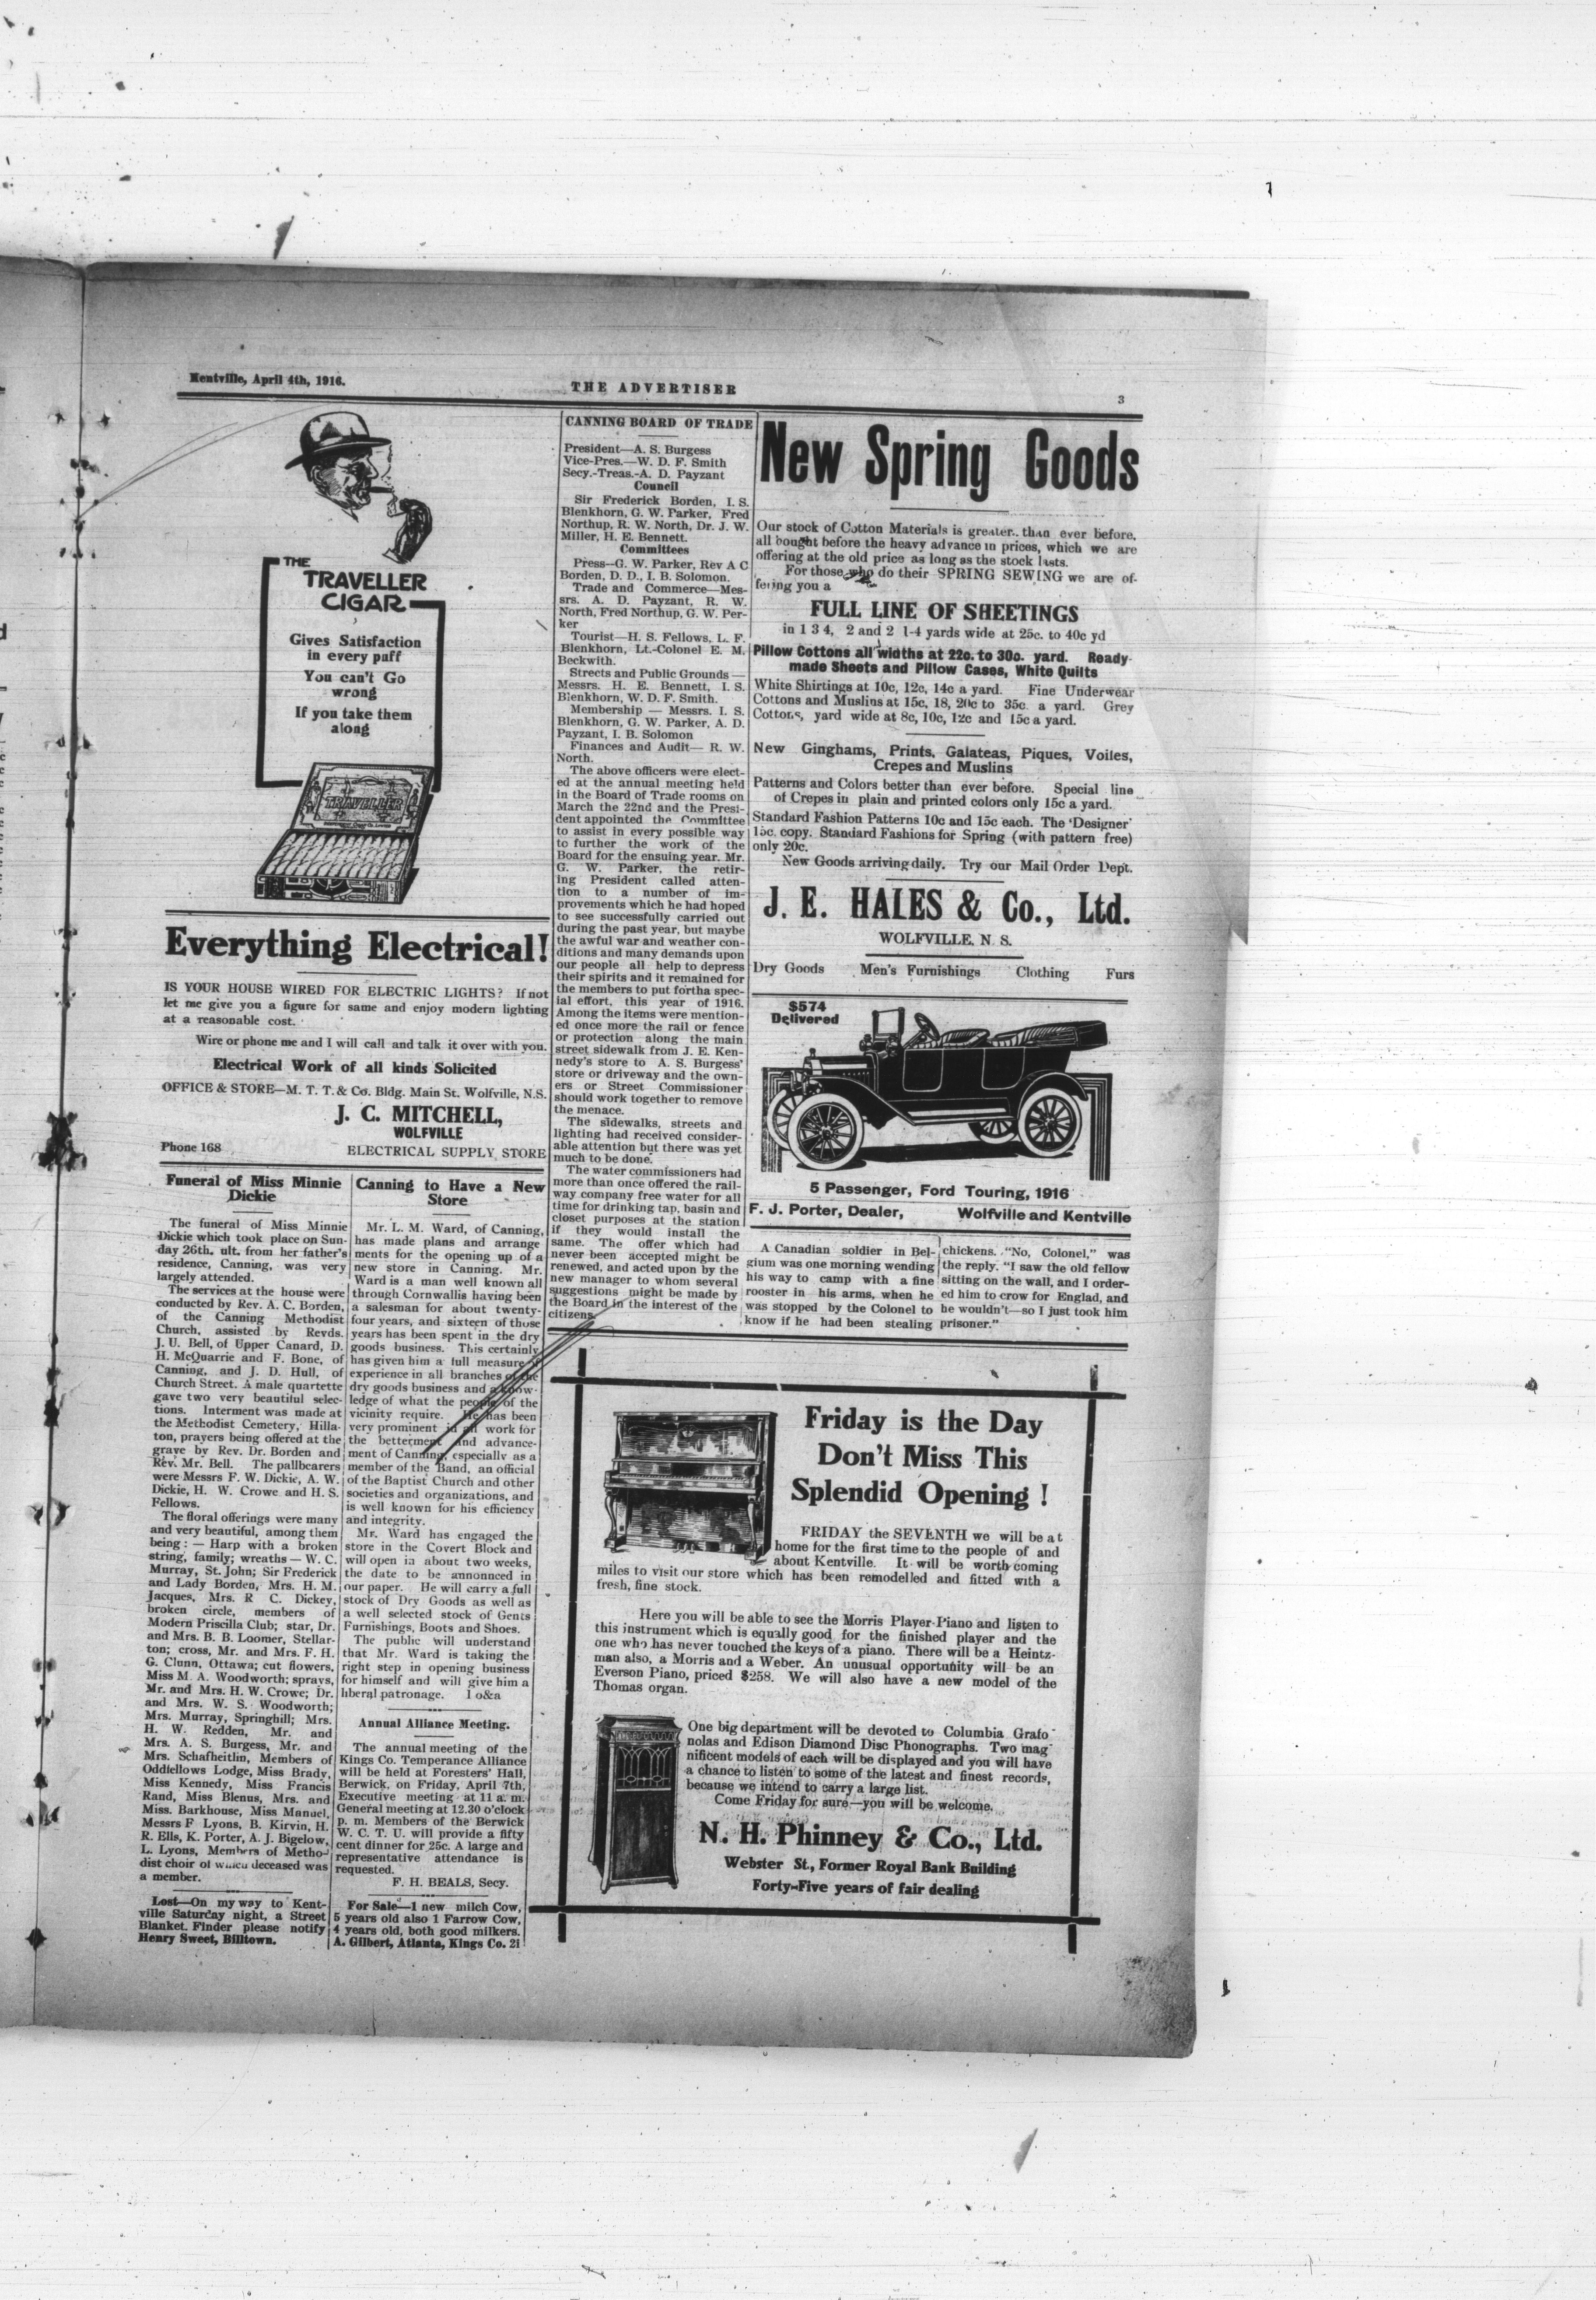 Kentville, April 4th, 1916.
THE ADVERTISER
3
THE
TRAVELLER
CIGAR
Gives Satisfaction
in every puff
You can't Go
wrong
If you take them
along
TRAVELLER
Everything Electrical!
IS YOUR HOUSE WIRED FOR ELECTRIC LIGHTS? If not
let me give you a figure for same and enjoy modern lighting
at a reasonable cost.
Wire or phone me and I will call and talk it over with you.
Electrical Work of all kinds Solicited
OFFICE & STORE—M. T. T. & Co. Bldg. Main St. Wolfville, N.S.
J. C. MITCHELL,
WOLFVILLE
Phone 168
ELECTRICAL SUPPLY STORE
Funeral of Miss Minnie
Dickie
The funeral of Miss Minnie
Dickie which took place on Sun-
day 26th, ult. from her father's
residence, Canning, was very
largely attended.
The services at the house were
conducted by Rev. A. C. Borden,
of the Canning Methodist
Church, assisted by Revds.
J. U. Bell, of Upper Canard, D.
H. McQuarrie and F. Bone, of
Canning, and J. D. Hull, of
Church Street. A male quartette
gave two very beautiful selec-
tions. Interment was made at
the Methodist Cemetery, Hilla-
ton, prayers being offered at the
grave by Rev. Dr. Borden and
Rev. Mr. Bell. The pallbearers
were Messrs F. W. Dickie, A. W.
Dickie, H. W. Crowe and H. S.
Fellows.
The floral offerings were many
and very beautiful, among them
being : — Harp with a broken
string, family; wreaths — W. C.
Murray, St. John; Sir Frederick
and Lady Borden, Mrs. H. M.
Jacques, Mrs. R C. Dickey,
broken circle, members of
Modern Priscilla Club; star, Dr.
and Mrs. B. B. Loomer, Stellar-
ton; cross, Mr. and Mrs. F. H.
G. Clunn, Ottawa; cut flowers,
Miss M. A. Woodworth; sprays,
Mr. and Mrs. H. W. Crowe; Dr.
and Mrs. W. S. Woodworth;
Mrs. Murray, Springhill; Mrs.
H. W. Redden, Mr. and
Mrs. A. S. Burgess, Mr. and
Mrs. Schafheitlin, Members of
Oddfellows Lodge, Miss Brady,
Miss Kennedy, Miss Francis
Rand, Miss Blenus, Mrs. and
Miss. Barkhouse, Miss Manuel,
Messrs F Lyons, B. Kirvin, H.
R. Ells, K. Porter, A. J. Bigelow,
L. Lyons, Members of Metho-
dist choir of which deceased was
a member.
Lost—On my way to Kent-
ville Saturday night, a Street
Blanket. Finder please notify
Henry Sweet, Billtown.
Canning to Have a New
Store
Mr. L. M. Ward, of Canning,
has made plans and arrange
ments for the opening up of a
new store in Canning. Mr.
Ward is a man well known all
through Cornwallis having been
a salesman for about twenty-
four years, and sixteen of those
years has been spent in the dry
goods business. This certainly
has given him a full measure of
experience in all branches of the
dry goods business and a know-
ledge of what the people of the
vicinity require. He has been
very prominent in all work for
the betterment and advance-
ment of Canning, especially as a
member of the Band, an official
of the Baptist Church and other
societies and organizations, and
is well known for his efficiency
and integrity.
Mr. Ward has engaged the
store in the Covert Block and
will open in about two weeks,
the date to be announced in
our paper. He will carry a full
stock of Dry Goods as well as
a well selected stock of Gents
Furnishings, Boots and Shoes.
The public will understand
that Mr. Ward is taking the
right step in opening business
for himself and will give him a
liberal patronage. 1 o&a
Annual Alliance Meeting.
The annual meeting of the
Kings Co. Temperance Alliance
will be held at Foresters' Hall,
Berwick, on Friday, April 7th,
Executive meeting at 11 a. m.
General meeting at 12.30 o'clock
p. m. Members of the Berwick
W. C. T. U. will provide a fifty
cent dinner for 25c. A large and
representative attendance is
requested.
F. H. BEALS, Secy.
For Sale—1 new milch Cow,
5 years old also 1 Farrow Cow,
4 years old, both good milkers.
A. Gilbert, Atlanta, Kings Co. 2i
CANNING BOARD OF TRADE
President—A. S. Burgess
Vice-Pres.—W. D. F. Smith
Secy.-Treas.-A. D. Payzant
Council
Sir Frederick Borden, I. S.
Blenkhorn, G. W. Parker, Fred
Northup, R. W. North, Dr. J. W.
Miller, H. E. Bennett.
Committees
Press--G. W. Parker, Rev A C
Borden, D. D., I. B. Solomon.
Trade and Commerce—Mes-
srs. A. D. Payzant, R. W.
North, Fred Northup, G. W. Per-
ker
Tourist—H. S. Fellows, L. F.
Blenkhorn, Lt.-Colonel E. M.
Beckwith.
Strects and Public Grounds —
Messrs. H. E. Bennett, I. S.
Blenkhorn, W. D. F. Smith.
Membership — Messrs. I. S.
Blenkhorn, G. W. Parker, A. D.
Payzant, I. B. Solomon
Finances and Audit— R. W.
North.
The above officers were elect-
ed at the annual meeting held
in the Board of Trade rooms on
March the 22nd and the Presi-
dent appointed the Committee
to assist in every possible way
to further the work of the
Board for the ensuing year. Mr.
G. W. Parker, the retir-
ing President called atten-
tion to a number of im-
provements which he had hoped
to see successfully carried out
during the past year, but maybe
the awful war and weather con-
ditions and many demands upon
our people all help to depress
their spirits and it remained for
the members to put fortha spec-
ial effort, this year of 1916.
Among the items were mention-
ed once more the rail or fence
or protection along the main
street sidewalk from J. E. Ken-
nedy's store to A. S. Burgess'
store or driveway and the own-
ers or Street Commissioner
should work together to remove
the menace.
The sidewalks, streets and
lighting had received consider-
able attention but there was yet
much to be done.
The water commissioners had
more than once offered the rail-
way company free water for all
time for drinking tap, basin and
closet purposes at the station
if they would install the
same. The offer which had
never been accepted might be
renewed, and acted upon by the
new manager to whom several
suggestions might be made by
the Board in the interest of the
citizens.
New Spring Goods
Our stock of Cotton Materials is greater.. than ever before,
all bought before the heavy advance in prices, which we are
offering at the old price as long as the stock lasts.
For those who do their SPRING SEWING we are of-
fering you a
FULL LINE OF SHEETINGS
in 1 3 4, 2 and 2 1-4 yards wide at 25c. to 40c yd
Pillow Cottons all widths at 22c. to 30c. yard. Ready-
made Sheets and Pillow Cases, White Quilts
White Shirtings at 10c, 12c, 14c a yard. Fine Underwear
Cottons and Muslins at 15c, 18, 20c to 35c. a yard. Grey
Cottons, yard wide at 8c, 10c, 12c and 15c a yard.
New Ginghams, Prints, Galateas, Piques, Voiles,
Crepes and Muslins
Patterns and Colors better than ever before. Special line
of Crepes in plain and printed colors only 15c a yard.
Standard Fashion Patterns 10c and 15c each. The 'Designer'
15c. copy. Standard Fashions for Spring (with pattern free)
only 20c.
New Goods arriving daily. Try our Mail Order Dept.
J. E. HALES & Co., Ltd.
WOLFVILLE, N. S.
Dry Goods Men's Furnishings Clothing Furs
$574
Delivered
5 Passenger, Ford Touring, 1916
F. J. Porter, Dealer, Wolfville and Kentville
A Canadian soldier in Bel-
gium was one morning wending
his way to camp with a fine
rooster in his arms, when he
was stopped by the Colonel to
know if he had been stealing
chickens. "No, Colonel," was
the reply. "I saw the old fellow
sitting on the wall, and I order-
ed him to crow for Englad, and
he wouldn't—so I just took him
prisoner."
Friday is the Day
Don't Miss This
Splendid Opening !
FRIDAY the SEVENTH we will be at
home for the first time to the people of and
about Kentville. It will be worth coming
miles to visit our store which has been remodelled and fitted with a
fresh, fine stock.
Here you will be able to see the Morris Player-Piano and listen to
this instrument which is equally good for the finished player and the
one who has never touched the keys of a piano. There will be a Heintz-
man also, a Morris and a Weber. An unusual opportunity will be an
Everson Piano, priced $258. We will also have a new model of the
Thomas organ.
One big department will be devoted to Columbia Grafo-
nolas and Edison Diamond Disc Phonographs. Two mag-
nificent models of each will be displayed and you will have
a chance to listen to some of the latest and finest records,
because we intend to carry a large list.
Come Friday for sure—you will be welcome.
N. H. Phinney & Co., Ltd.
Webster St., Former Royal Bank Building
Forty-Five years of fair dealing